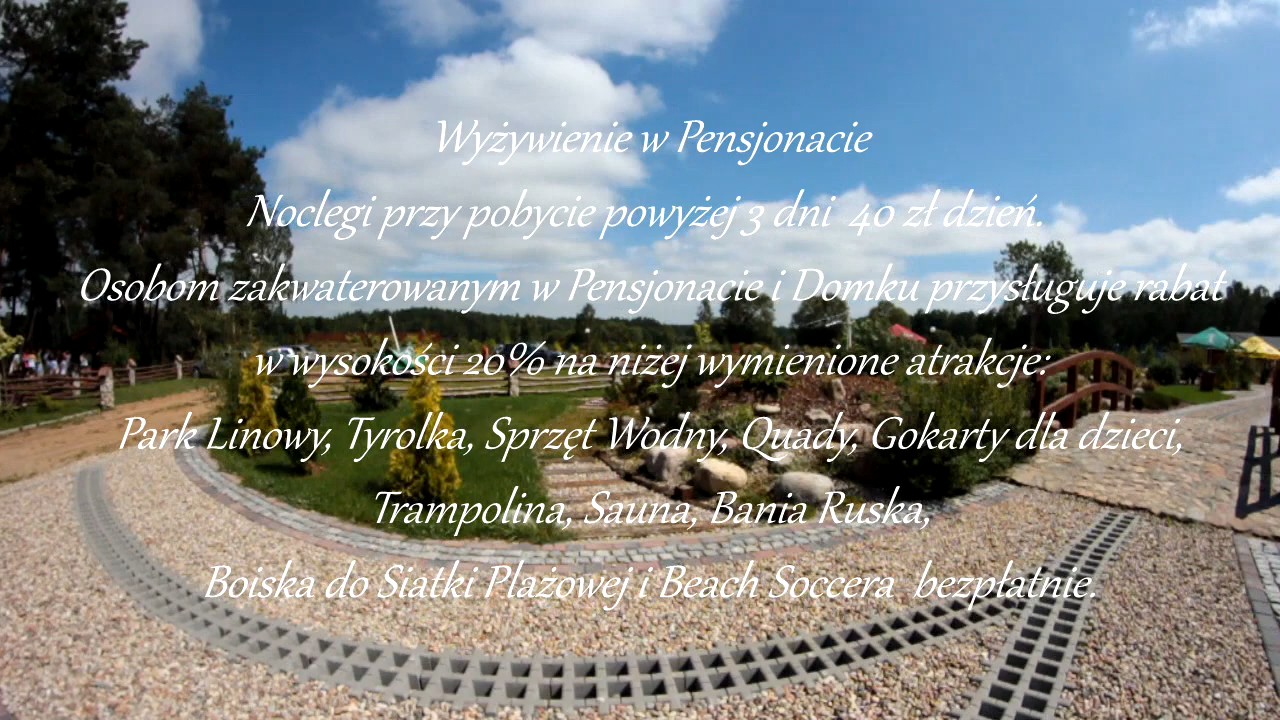 Wyżywienie w Pensjonacie
Noclegi przy pobycie powyżej 3 dni 40 zł dzień.
Osobom zakwaterowanym w Pensjonacie i Domku przysługuje rabat
w wysokości 20% na niżej wymienione atrakcje:
Park Linowy, Tyrolka, Sprzęt Wodny, Quady, Gokarty dla dzieci,
Trampolina, Sauna, Bania Ruska,
Boiska do Siatki Plażowej i Beach Soccera bezpłatnie.